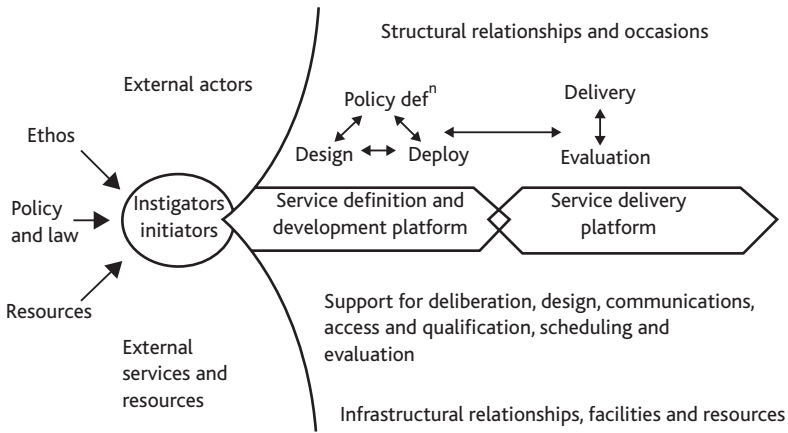 Structural relationships and occasions
External actors
Policy defⁿ
Delivery
Design
Deploy
Evaluation
Ethos
Policy
and law
Resources
Instigators
initiators
Service definition and
development platform
Service delivery
platform
External
services and
resources
Support for deliberation, design, communications,
access and qualification, scheduling and
evaluation
Infrastructural relationships, facilities and resources